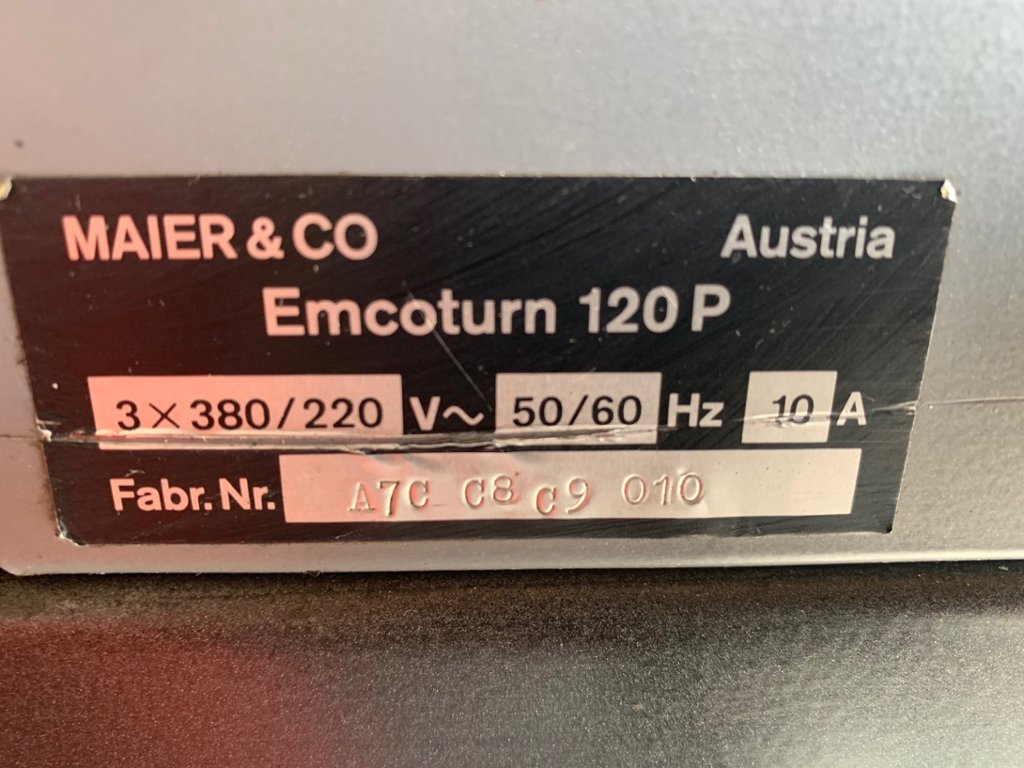 MAIER & CO Austria
Emcoturn 120 P
3 × 380/220 V~ 50/60 Hz 10 A
Fabr. Nr. A7C C8 C9 010